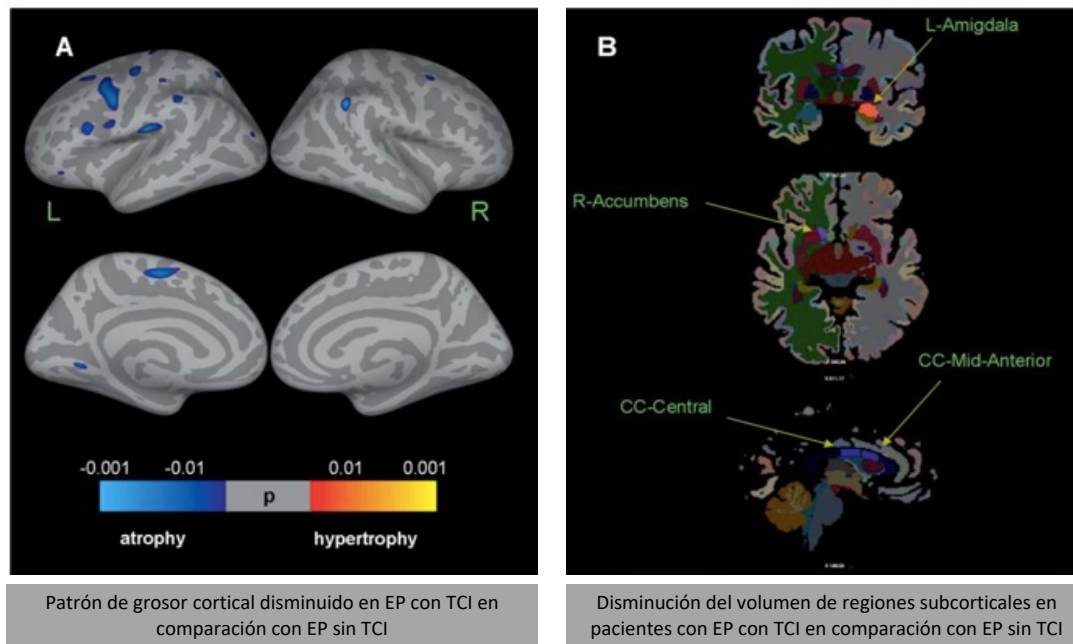 A
L
R
-0.001
-0.01
0.01
0.001
p
atrophy
hypertrophy
Patrón de grosor cortical disminuido en EP con TCI en
comparación con EP sin TCI
B
L-Amigdala
R-Accumbens
CC-Mid-Anterior
CC-Central
Disminución del volumen de regiones subcorticales en
pacientes con EP con TCI en comparación con EP sin TCI